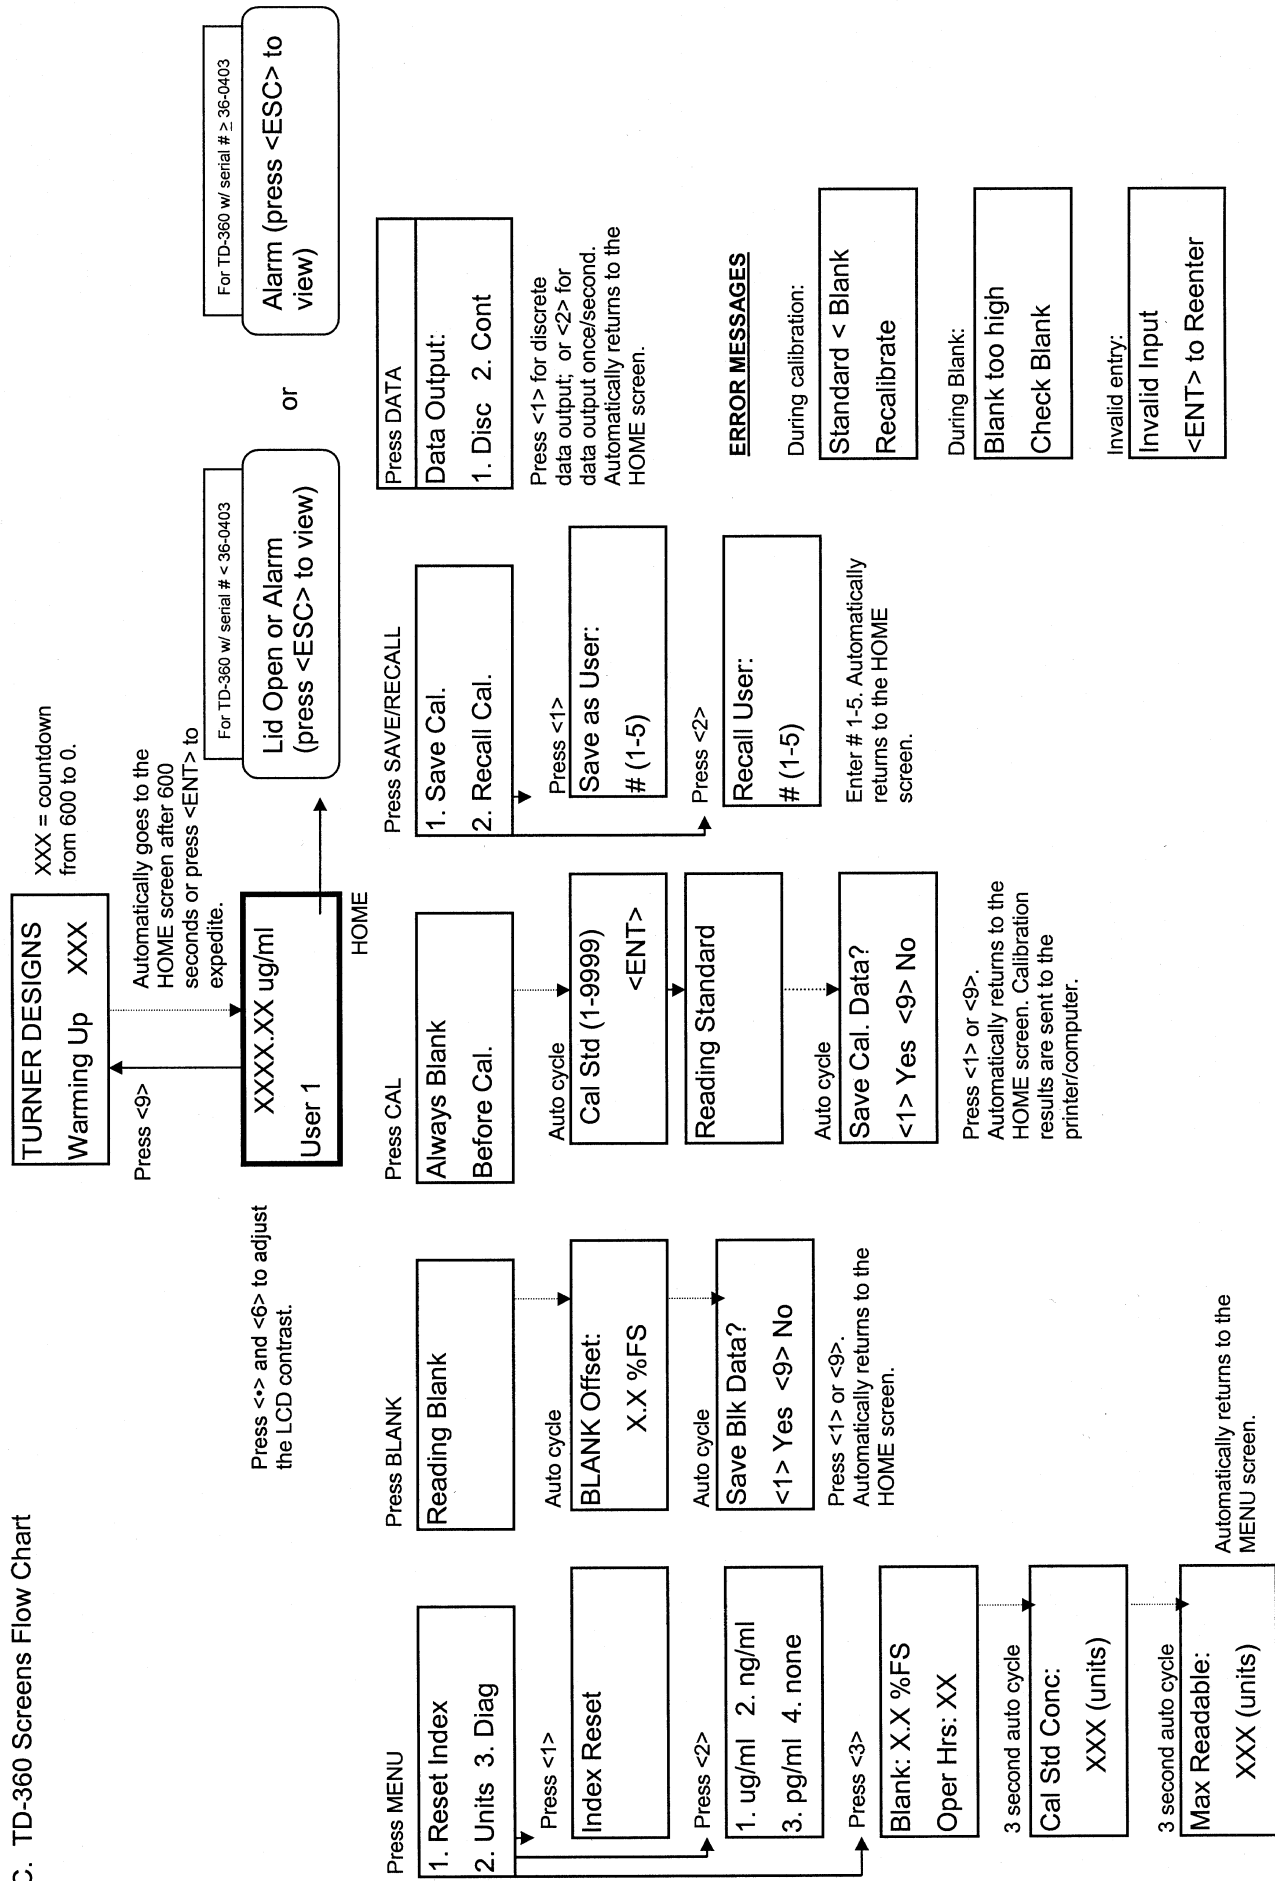 C. TD-360 Screens Flow Chart
TURNER DESIGNS
Warming Up XXX
XXX = countdown
from 600 to 0.
Press <9>
Automatically goes to the
HOME screen after 600
seconds or press <ENT> to
expedite.
Press <•> and <6> to adjust
the LCD contrast.
XXXX.XX ug/ml
User 1
HOME
For TD-360 w/ serial # < 36-0403
Lid Open or Alarm
(press <ESC> to view)
or
For TD-360 w/ serial # ≥ 36-0403
Alarm (press <ESC> to
view)
Press MENU
1. Reset Index
2. Units 3. Diag
Press <1>
Index Reset
Press <2>
1. ug/ml 2. ng/ml
3. pg/ml 4. none
Press <3>
Blank: X.X %FS
Oper Hrs: XX
3 second auto cycle
Cal Std Conc:
XXX (units)
3 second auto cycle
Max Readable:
XXX (units)
Automatically returns to the
MENU screen.
Press BLANK
Reading Blank
Auto cycle
BLANK Offset:
X.X %FS
Auto cycle
Save Blk Data?
<1> Yes <9> No
Press <1> or <9>.
Automatically returns to the
HOME screen.
Press CAL
Always Blank
Before Cal.
Auto cycle
Cal Std (1-9999)
<ENT>
Reading Standard
Auto cycle
Save Cal. Data?
<1> Yes <9> No
Press <1> or <9>.
Automatically returns to the
HOME screen. Calibration
results are sent to the
printer/computer.
Press SAVE/RECALL
1. Save Cal.
2. Recall Cal.
Press <1>
Save as User:
# (1-5)
Press <2>
Recall User:
# (1-5)
Enter # 1-5. Automatically
returns to the HOME
screen.
Press DATA
Data Output:
1. Disc 2. Cont
Press <1> for discrete
data output; or <2> for
data output once/second.
Automatically returns to the
HOME screen.
ERROR MESSAGES
During calibration:
Standard < Blank
Recalibrate
During Blank:
Blank too high
Check Blank
Invalid entry:
Invalid Input
<ENT> to Reenter